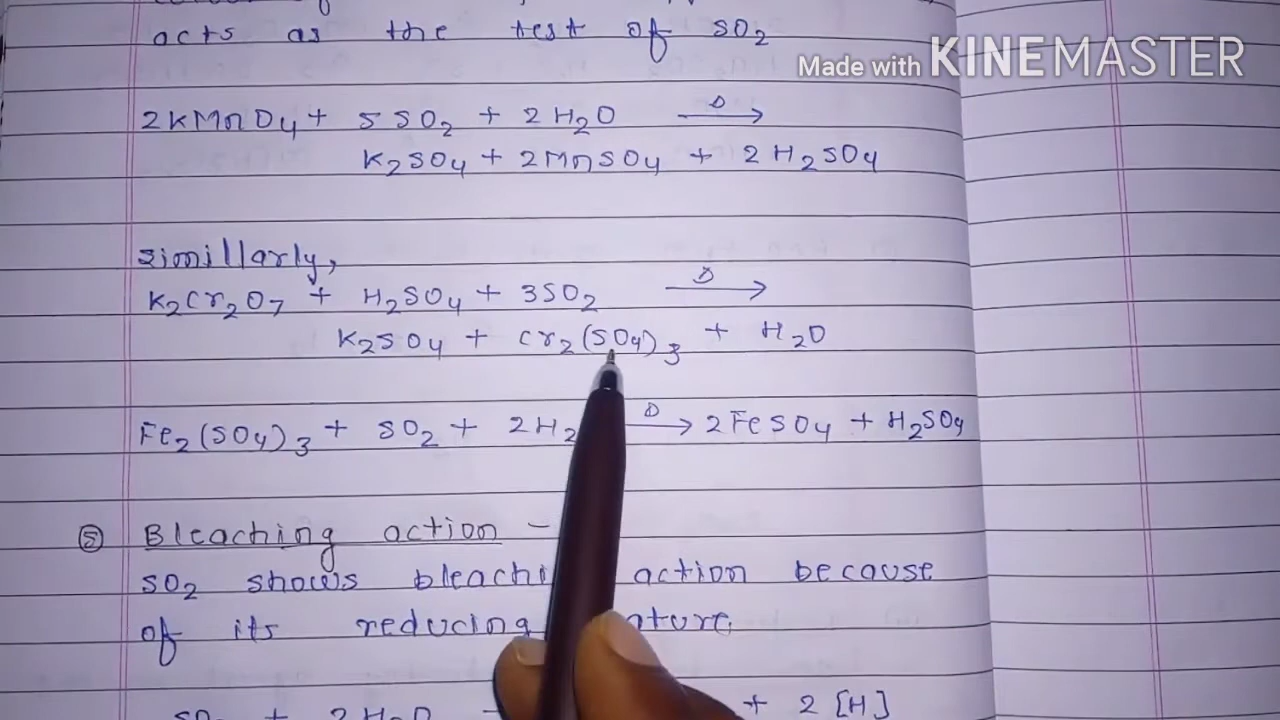 acts as the test of SO2
Made with KINEMASTER
2KMnO4 + 5SO2 + 2H2O Δ→
K2SO4 + 2MnSO4 + 2H2SO4
Simillarly,
K2Cr2O7 + H2SO4 + 3SO2 Δ→
K2SO4 + Cr2(SO4)3 + H2O
Fe2(SO4)3 + SO2 + 2H2 Δ→ 2FeSO4 + H2SO4
⑤ Bleaching action -
SO2 shows bleachi action because
of its reducing ature.
+ 2H2O + 2[H]